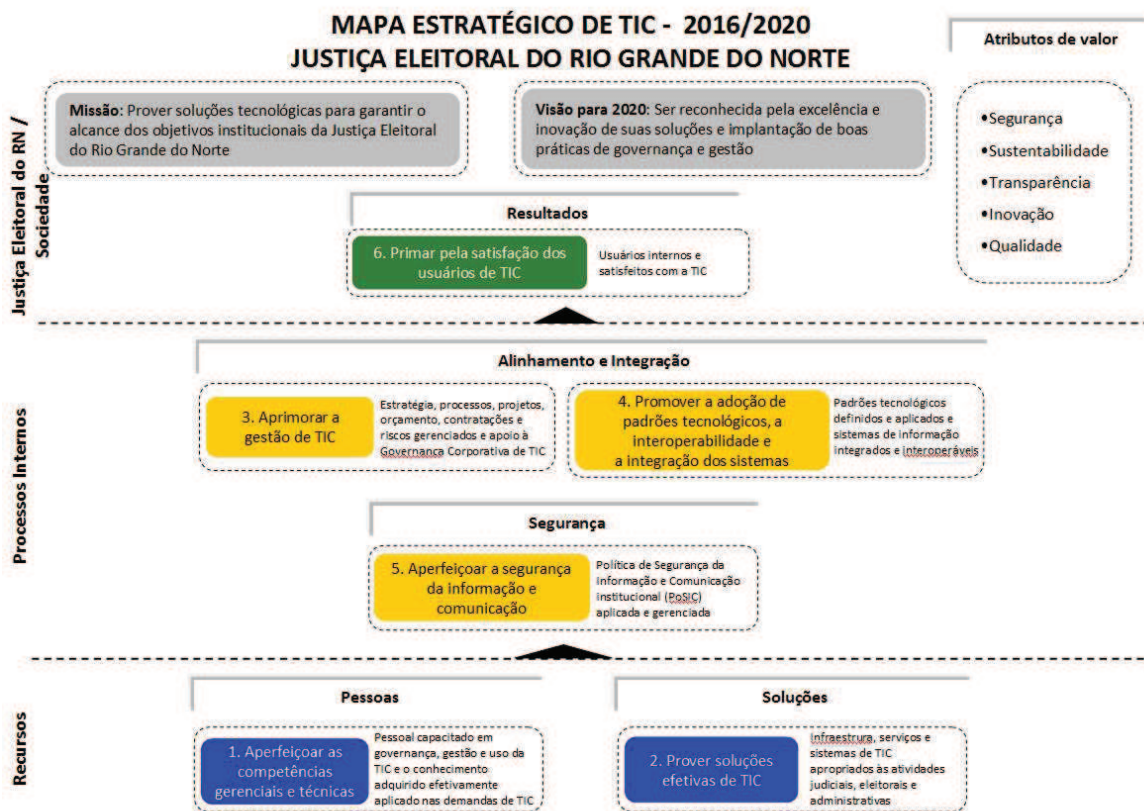 MAPA ESTRATÉGICO DE TIC - 2016/2020
JUSTIÇA ELEITORAL DO RIO GRANDE DO NORTE
Atributos de valor
•Segurança
•Sustentabilidade
•Transparência
•Inovação
•Qualidade
Justiça Eleitoral do RN /
Sociedade
Missão: Prover soluções tecnológicas para garantir o
alcance dos objetivos institucionais da Justiça Eleitoral
do Rio Grande do Norte
Visão para 2020: Ser reconhecida pela excelência e
inovação de suas soluções e implantação de boas
práticas de governança e gestão
Resultados
6. Primar pela satisfação dos
usuários de TIC
Usuários internos e
satisfeitos com a TIC
Processos Internos
Alinhamento e Integração
3. Aprimorar a
gestão de TIC
Estratégia, processos, projetos,
orçamento, contratações e
riscos gerenciados e apoio à
Governança Corporativa de TIC
4. Promover a adoção de
padrões tecnológicos, a
interoperabilidade e
a integração dos sistemas
Padrões tecnológicos
definidos e aplicados e
sistemas de informação
integrados e interoperáveis
Segurança
5. Aperfeiçoar a segurança
da informação e
comunicação
Política de Segurança da
Informação e Comunicação
institucional (PoSIC)
aplicada e gerenciada
Recursos
Pessoas
1. Aperfeiçoar as
competências
gerenciais e técnicas
Pessoal capacitado em
governança, gestão e uso da
TIC e o conhecimento
adquirido efetivamente
aplicado nas demandas de TIC
Soluções
2. Prover soluções
efetivas de TIC
Infraestrura, serviços e
sistemas de TIC
apropriados às atividades
judiciais, eleitorais e
administrativas